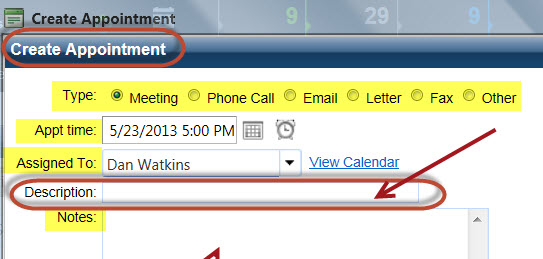 Create Appointment
9 29 9
Create Appointment
Type: Meeting Phone Call Email Letter Fax Other
Appt time: 5/23/2013 5:00 PM
Assigned To: Dan Watkins View Calendar
Description:
Notes: